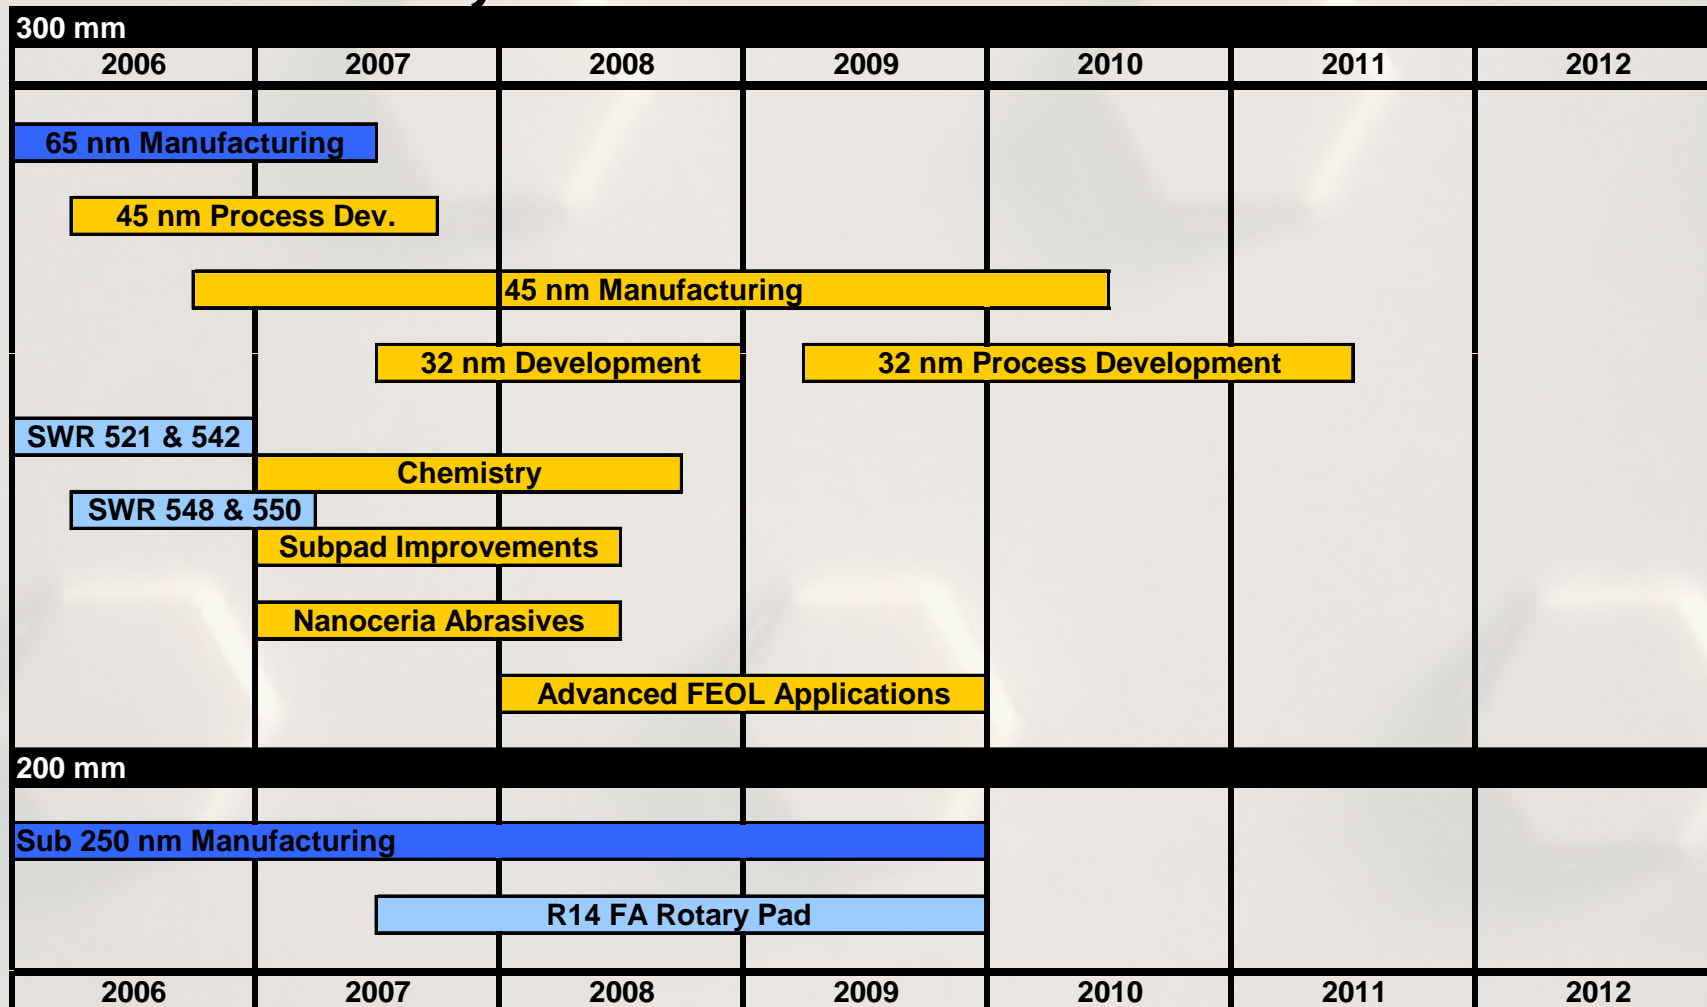 300 mm
2006 2007 2008 2009 2010 2011 2012
65 nm Manufacturing
45 nm Process Dev.
45 nm Manufacturing
32 nm Development 32 nm Process Development
SWR 521 & 542
Chemistry
SWR 548 & 550
Subpad Improvements
Nanoceria Abrasives
Advanced FEOL Applications
200 mm
Sub 250 nm Manufacturing
R14 FA Rotary Pad
2006 2007 2008 2009 2010 2011 2012